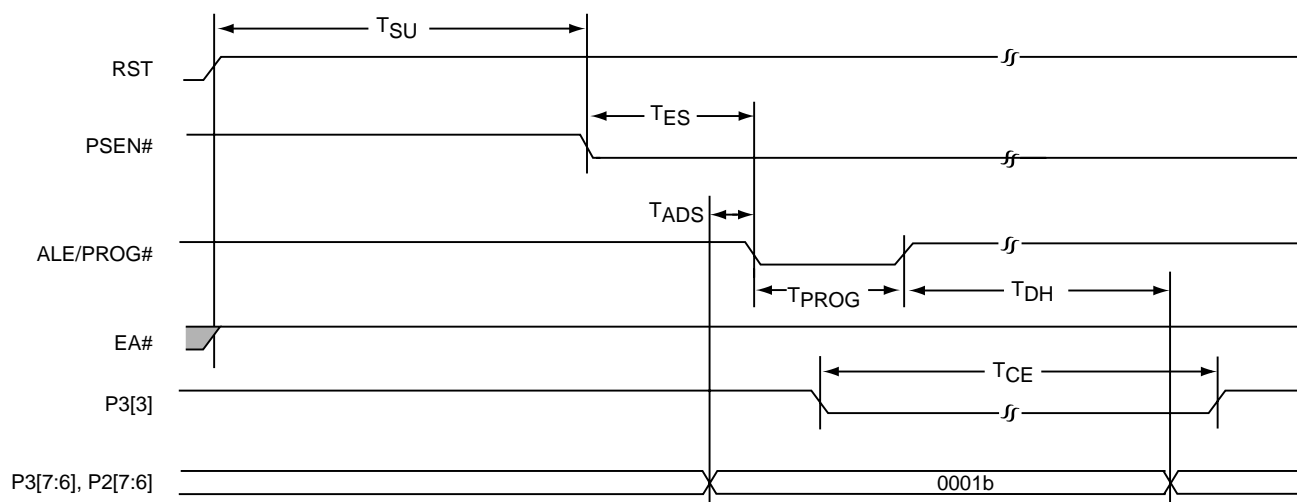 TSU
RST
TES
PSEN#
TADS
ALE/PROG#
TPROG
TDH
EA#
TCE
P3[3]
P3[7:6], P2[7:6]
0001b